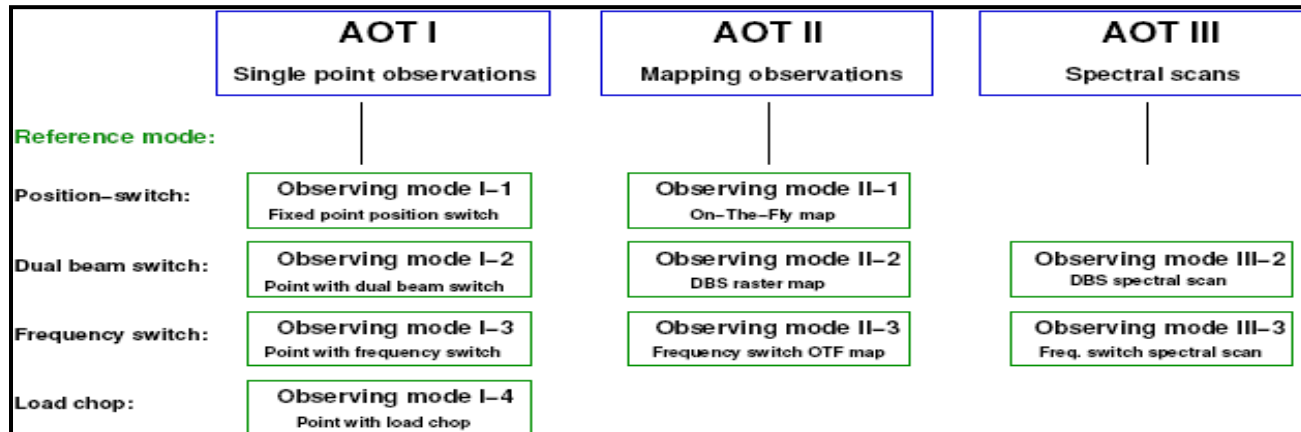 AOT I
Single point observations
AOT II
Mapping observations
AOT III
Spectral scans
Reference mode:
Position-switch:
Observing mode I-1
Fixed point position switch
Observing mode II-1
On-The-Fly map
Dual beam switch:
Observing mode I-2
Point with dual beam switch
Observing mode II-2
DBS raster map
Observing mode III-2
DBS spectral scan
Frequency switch:
Observing mode I-3
Point with frequency switch
Observing mode II-3
Frequency switch OTF map
Observing mode III-3
Freq. switch spectral scan
Load chop:
Observing mode I-4
Point with load chop